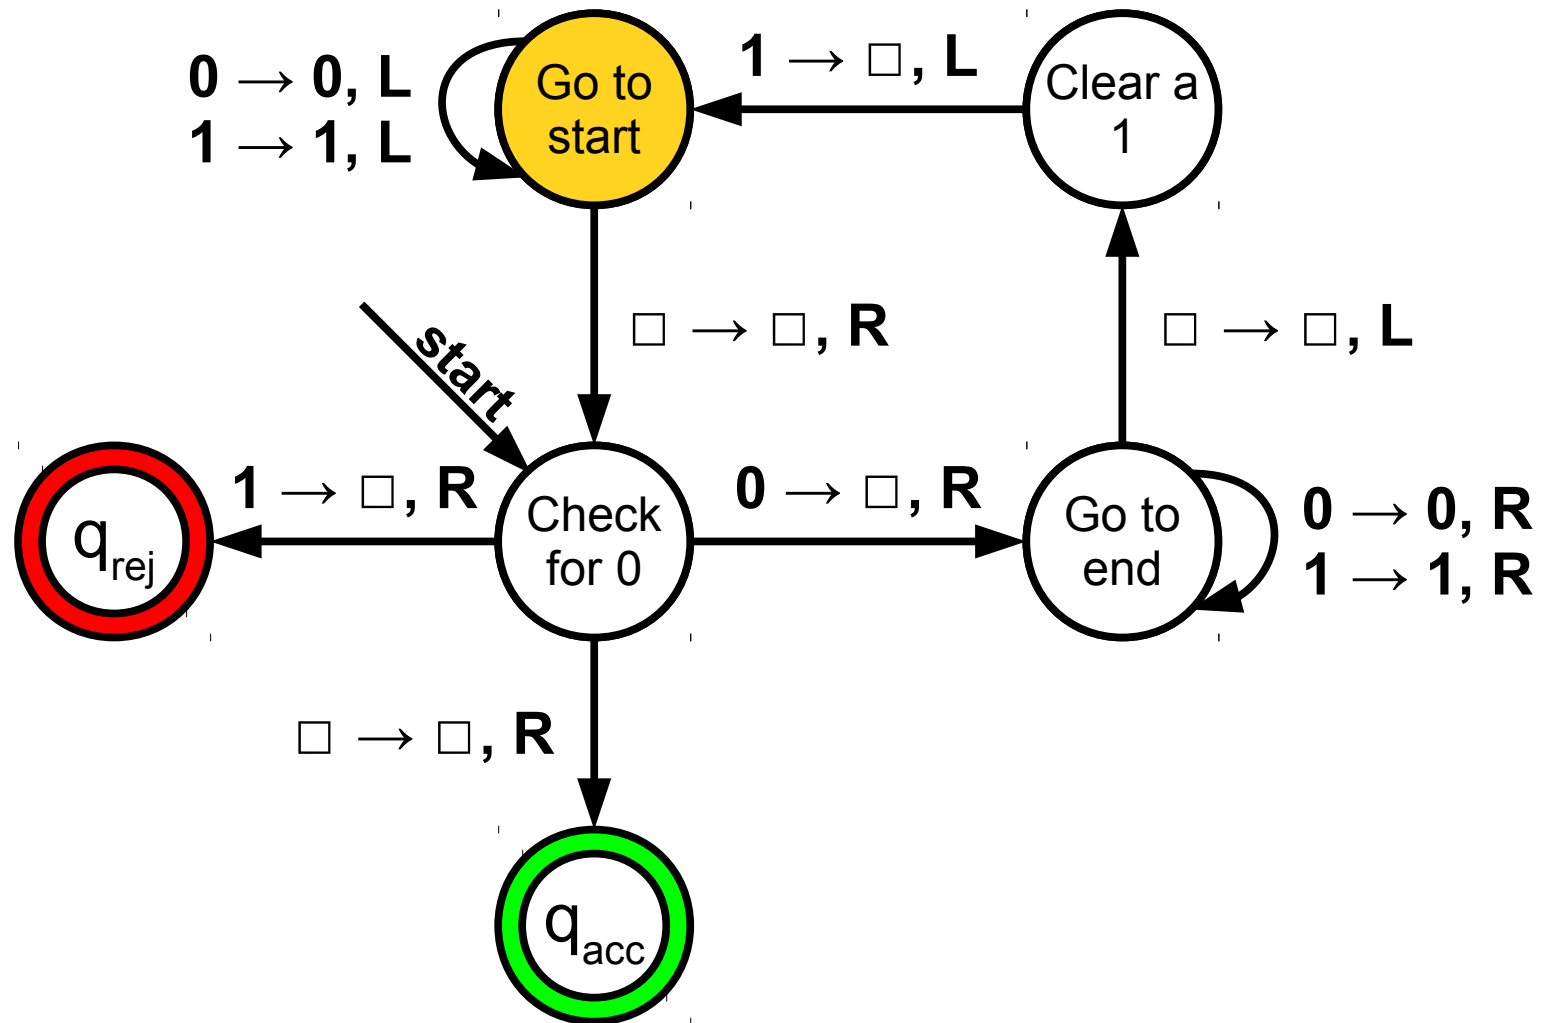 0 → 0, L
1 → 1, L
Go to
start
1 → □, L
Clear a
1
start
□ → □, R
□ → □, L
q_rej
1 → □, R
Check
for 0
0 → □, R
Go to
end
0 → 0, R
1 → 1, R
□ → □, R
q_acc